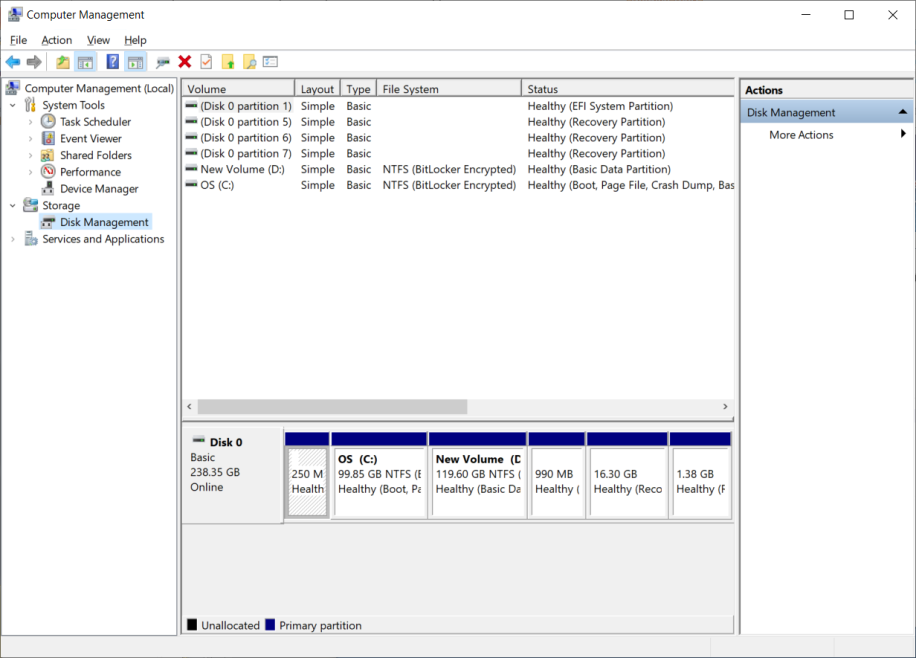 Computer Management
File Action View Help
Computer Management (Local)
System Tools
Task Scheduler
Event Viewer
Shared Folders
Performance
Device Manager
Storage
Disk Management
Services and Applications
Volume Layout Type File System Status
(Disk 0 partition 1) Simple Basic Healthy (EFI System Partition)
(Disk 0 partition 5) Simple Basic Healthy (Recovery Partition)
(Disk 0 partition 6) Simple Basic Healthy (Recovery Partition)
(Disk 0 partition 7) Simple Basic Healthy (Recovery Partition)
New Volume (D:) Simple Basic NTFS (BitLocker Encrypted) Healthy (Basic Data Partition)
OS (C:) Simple Basic NTFS (BitLocker Encrypted) Healthy (Boot, Page File, Crash Dump, Bas
Disk 0
Basic
238.35 GB
Online
250 M
Health
OS (C:)
99.85 GB NTFS (E
Healthy (Boot, Pa
New Volume (D
119.60 GB NTFS (
Healthy (Basic Da
990 MB
Healthy (
16.30 GB
Healthy (Reco
1.38 GB
Healthy (F
Unallocated Primary partition
Actions
Disk Management
More Actions